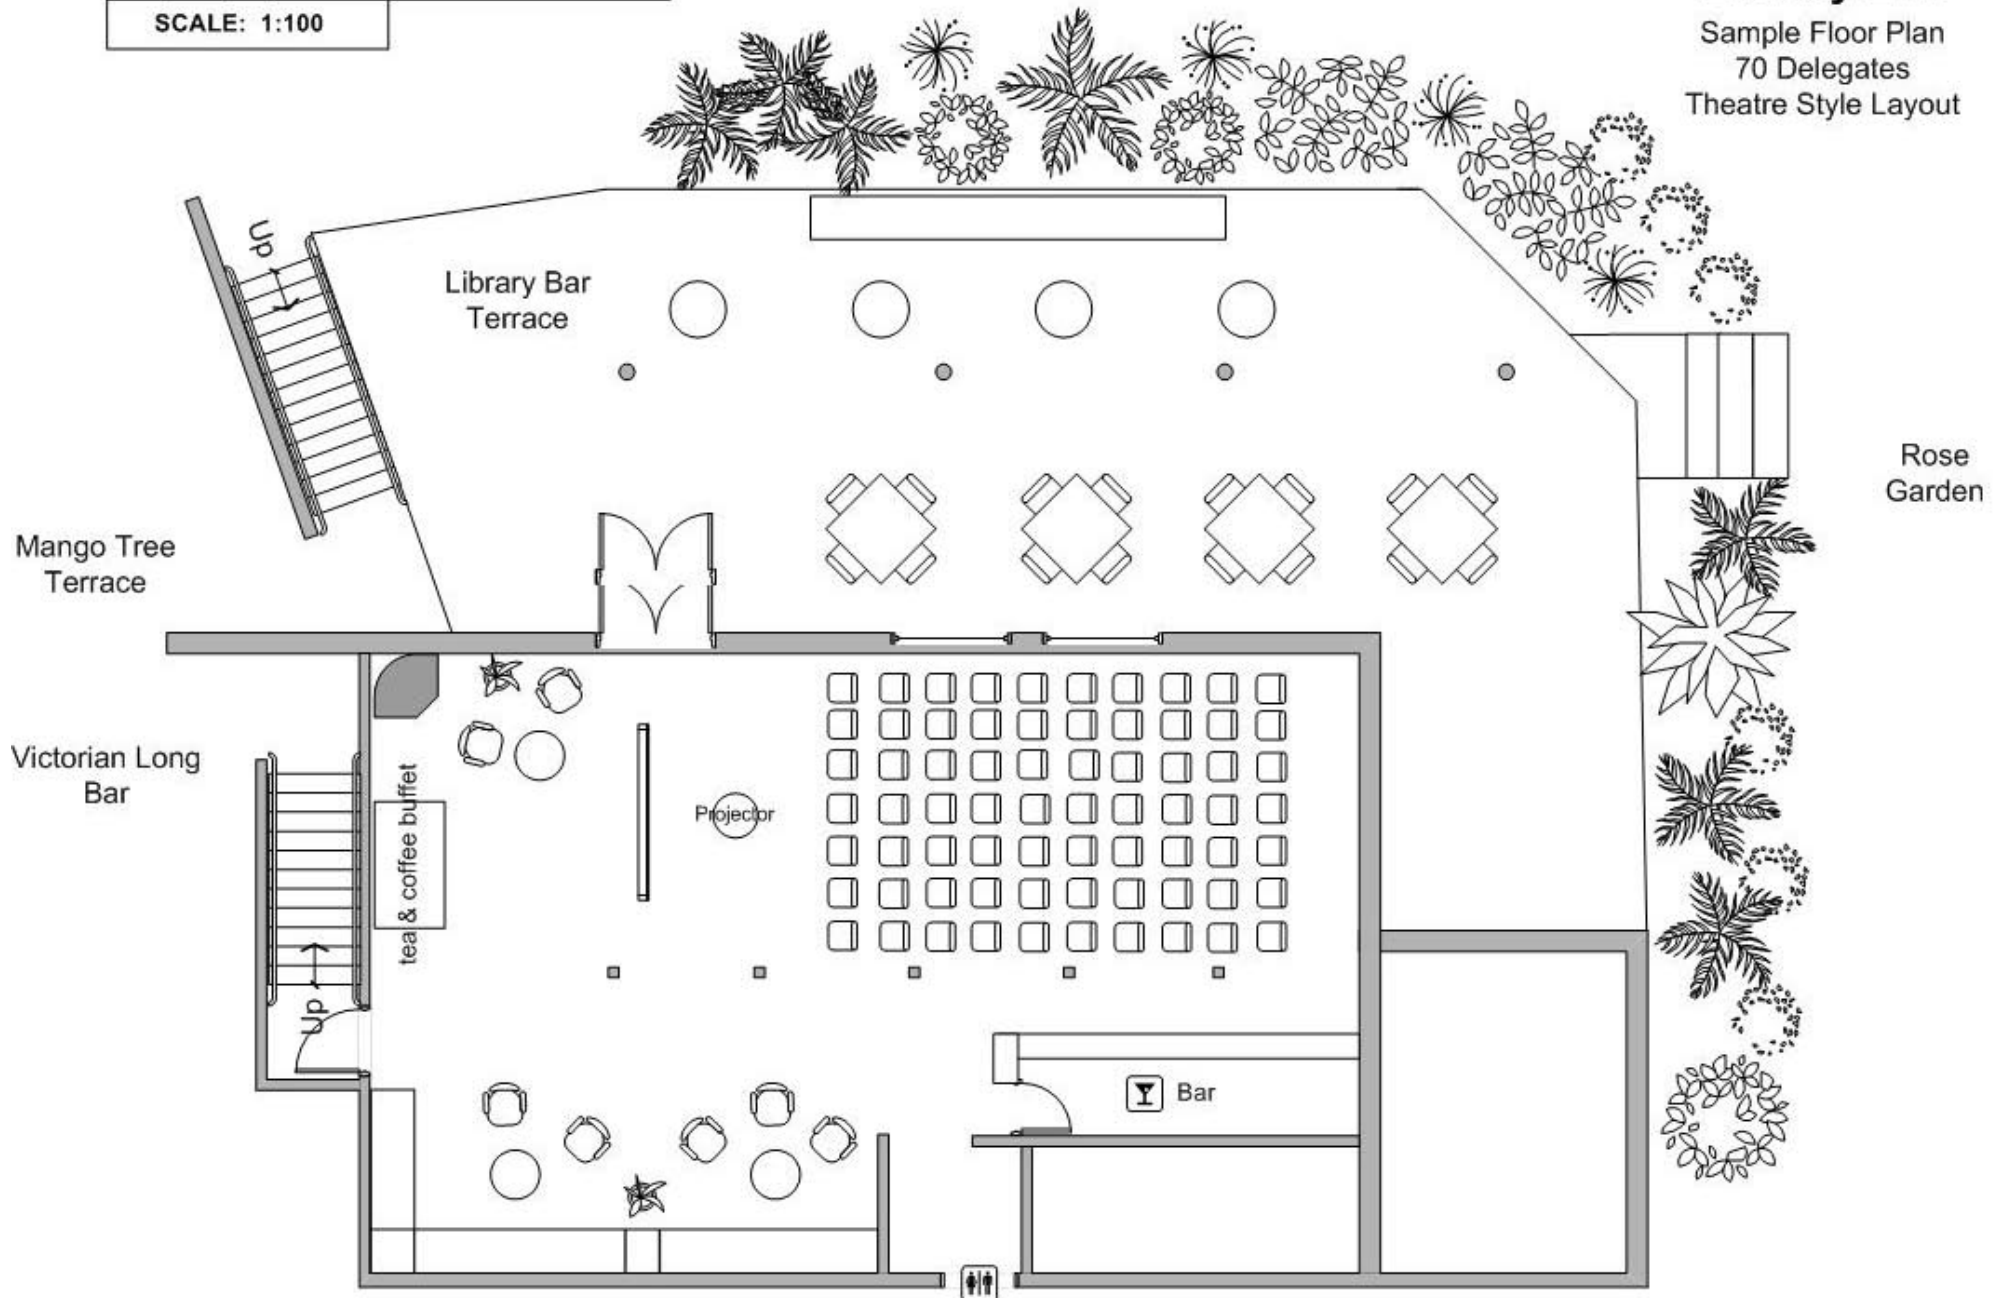 SCALE: 1:100
Sample Floor Plan
70 Delegates
Theatre Style Layout
Up
Library Bar
Terrace
Rose
Garden
Mango Tree
Terrace
Victorian Long
Bar
tea & coffee buffet
Projector
Up
Bar